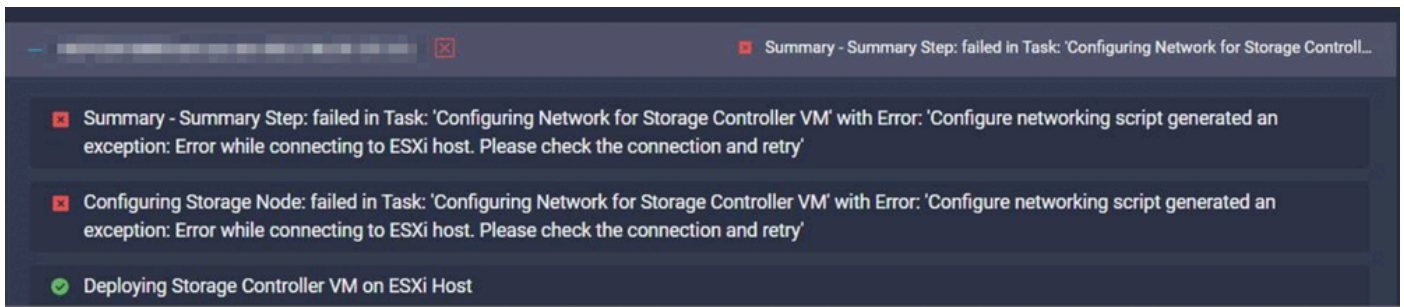 Summary - Summary Step: failed in Task: 'Configuring Network for Storage Controll...
Summary - Summary Step: failed in Task: 'Configuring Network for Storage Controller VM' with Error: 'Configure networking script generated an
exception: Error while connecting to ESXi host. Please check the connection and retry'
Configuring Storage Node: failed in Task: 'Configuring Network for Storage Controller VM' with Error: 'Configure networking script generated an
exception: Error while connecting to ESXi host. Please check the connection and retry'
Deploying Storage Controller VM on ESXi Host